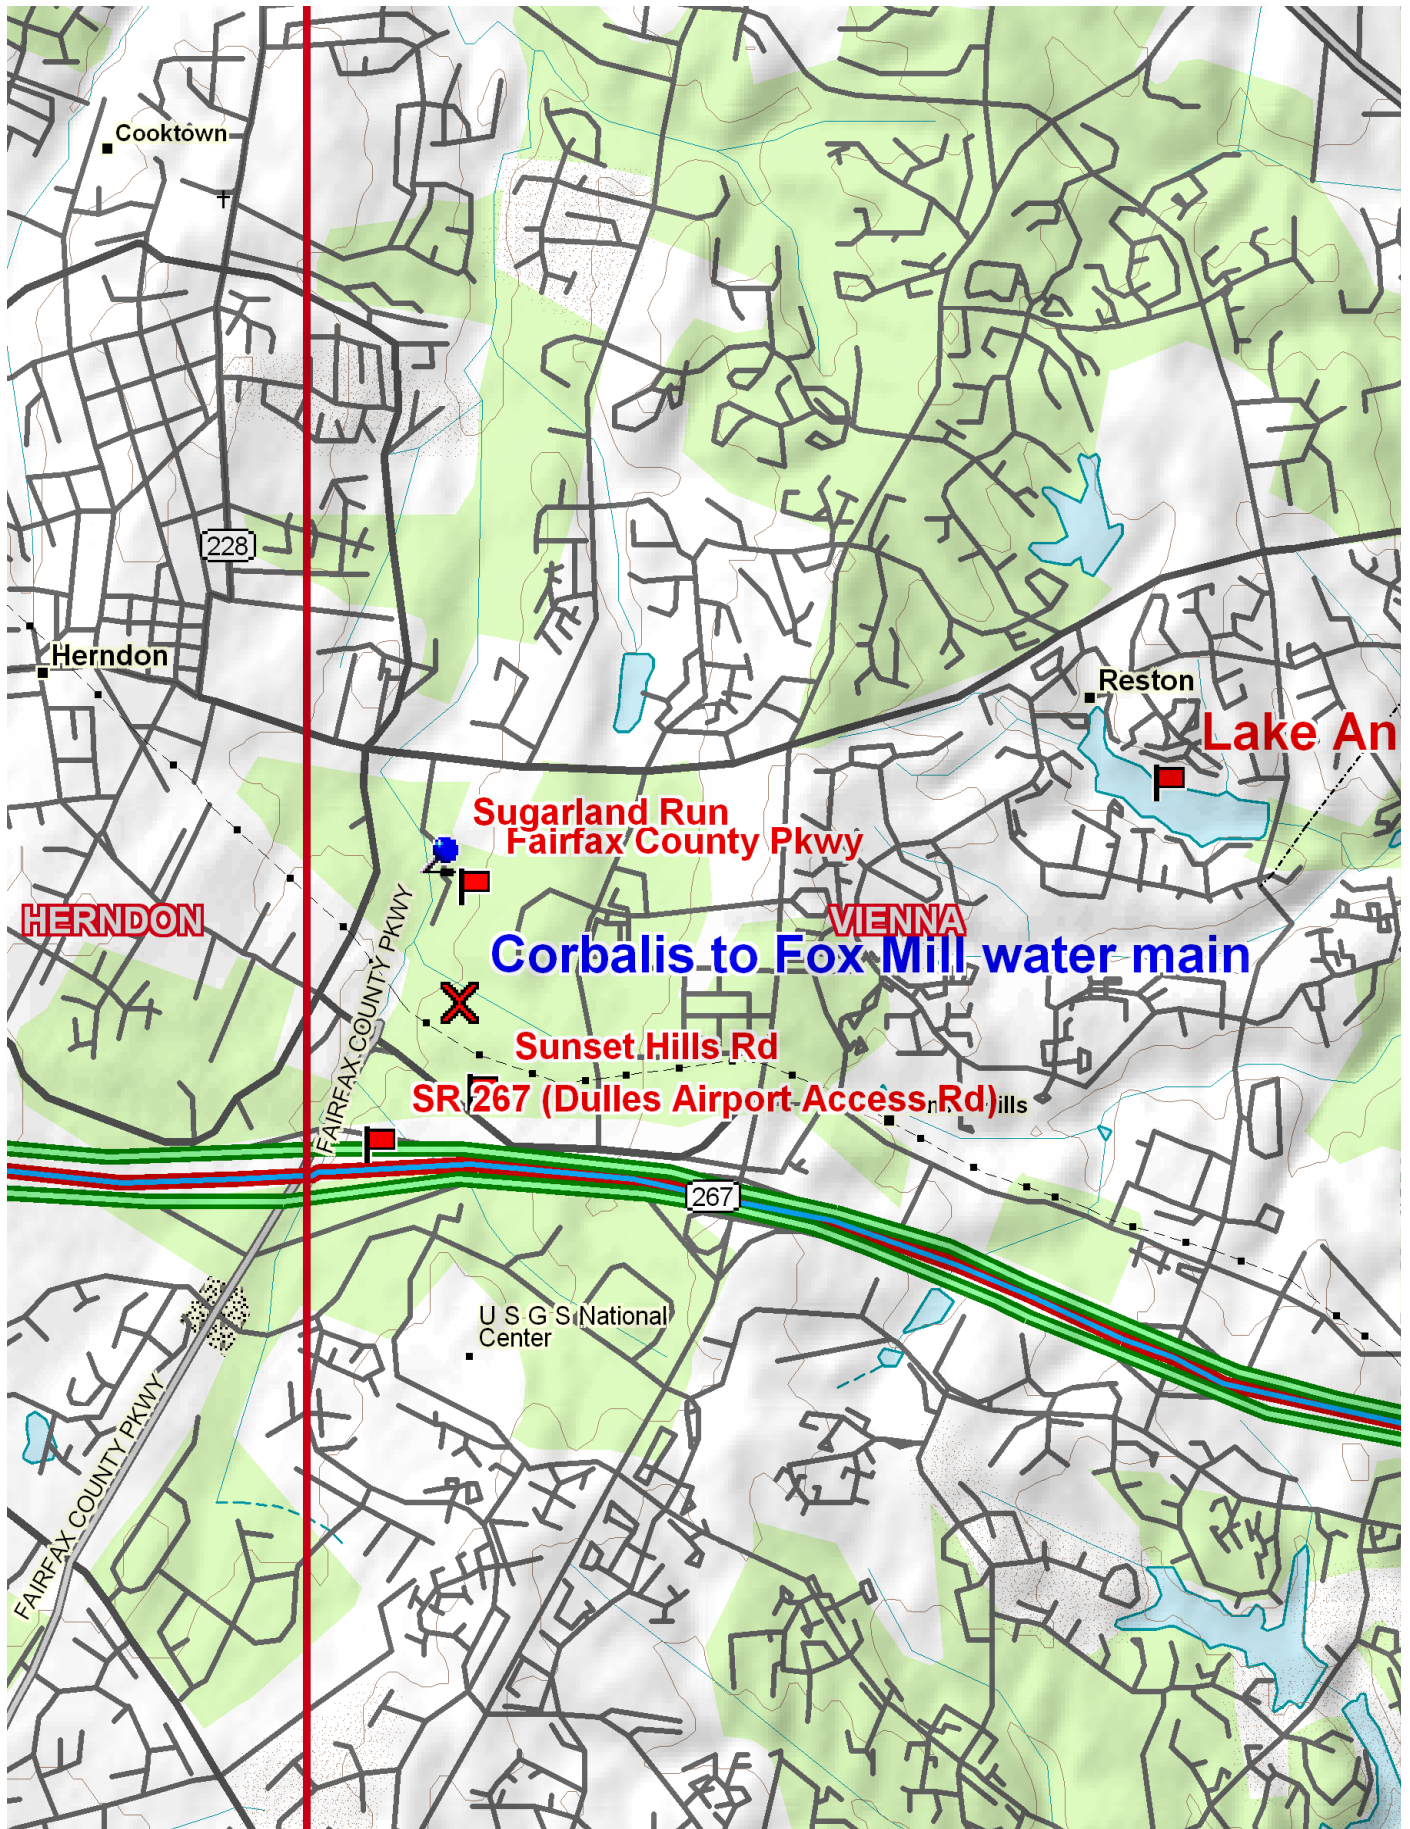 Cooktown
228
Herndon
Reston
Lake An
Sugarland Run
Fairfax County Pkwy
HERNDON
VIENNA
FAIRFAX COUNTY PKWY
Corbalis to Fox Mill water main
Sunset Hills Rd
SR 267 (Dulles Airport Access Rd)
ills
267
U S G S National
Center
FAIRFAX COUNTY PKWY